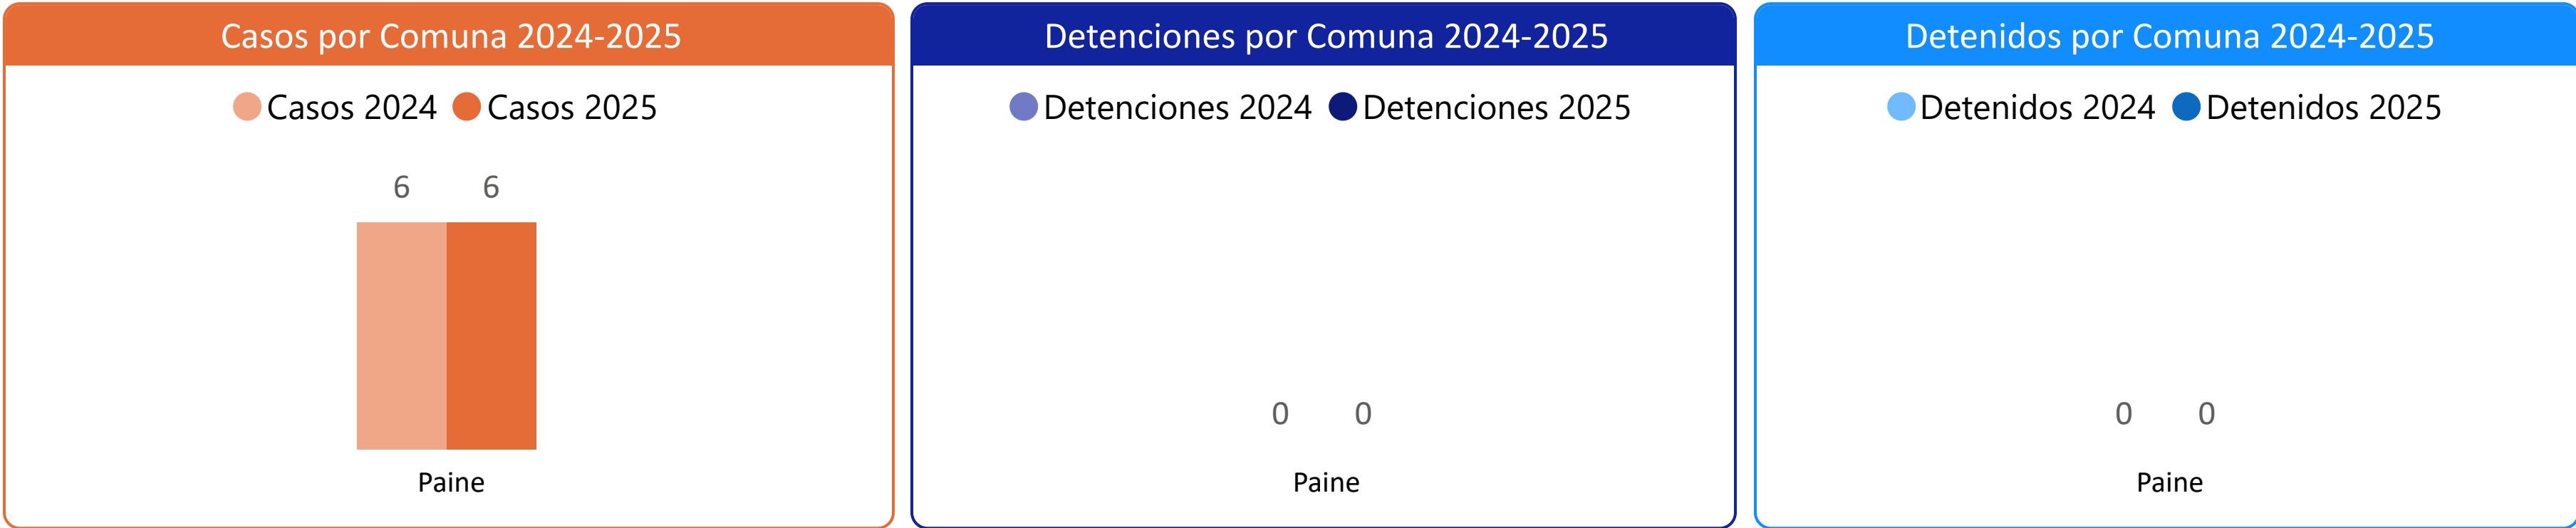 Casos por Comuna 2024-2025
Casos 2024 Casos 2025
6 6
Paine
Detenciones por Comuna 2024-2025
Detenciones 2024 Detenciones 2025
0 0
Paine
Detenidos por Comuna 2024-2025
Detenidos 2024 Detenidos 2025
0 0
Paine